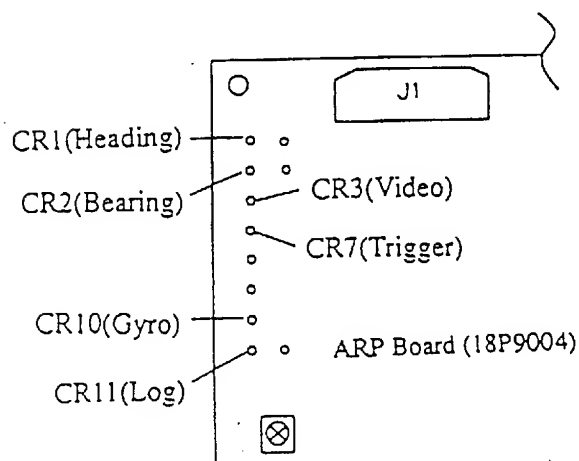 J1
CR1(Heading)
CR2(Bearing)
CR3(Video)
CR7(Trigger)
CR10(Gyro)
ARP Board (18P9004)
CR11(Log)